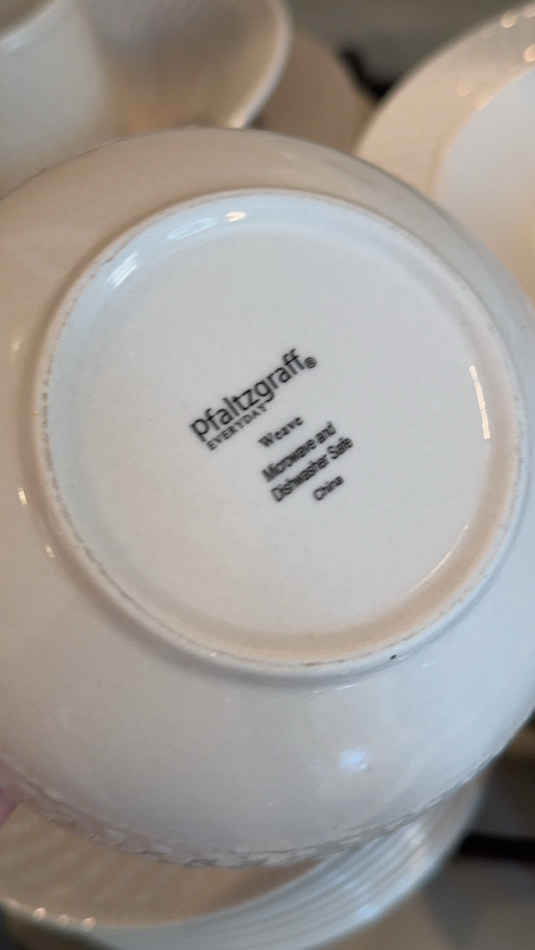 pfaltzgraff®
EVERYDAY
Weave
Microwave and
Dishwasher Safe
China